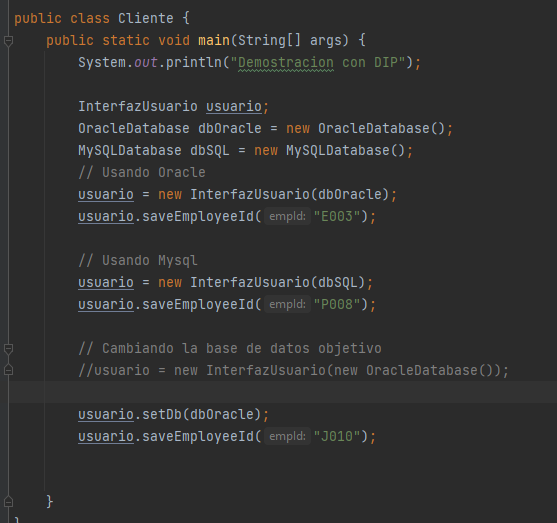 public class Cliente {
public static void main(String[] args) {
System.out.println("Demostracion con DIP");
InterfazUsuario usuario;
OracleDatabase dbOracle = new OracleDatabase();
MySQLDatabase dbSQL = new MySQLDatabase();
// Usando Oracle
usuario = new InterfazUsuario(dbOracle);
usuario.saveEmployeeId( empId: "E003");
// Usando Mysql
usuario = new InterfazUsuario(dbSQL);
usuario.saveEmployeeId( empId: "P008");
// Cambiando la base de datos objetivo
//usuario = new InterfazUsuario(new OracleDatabase());
usuario.setDb(dbOracle);
usuario.saveEmployeeId( empId: "J010");
}
}